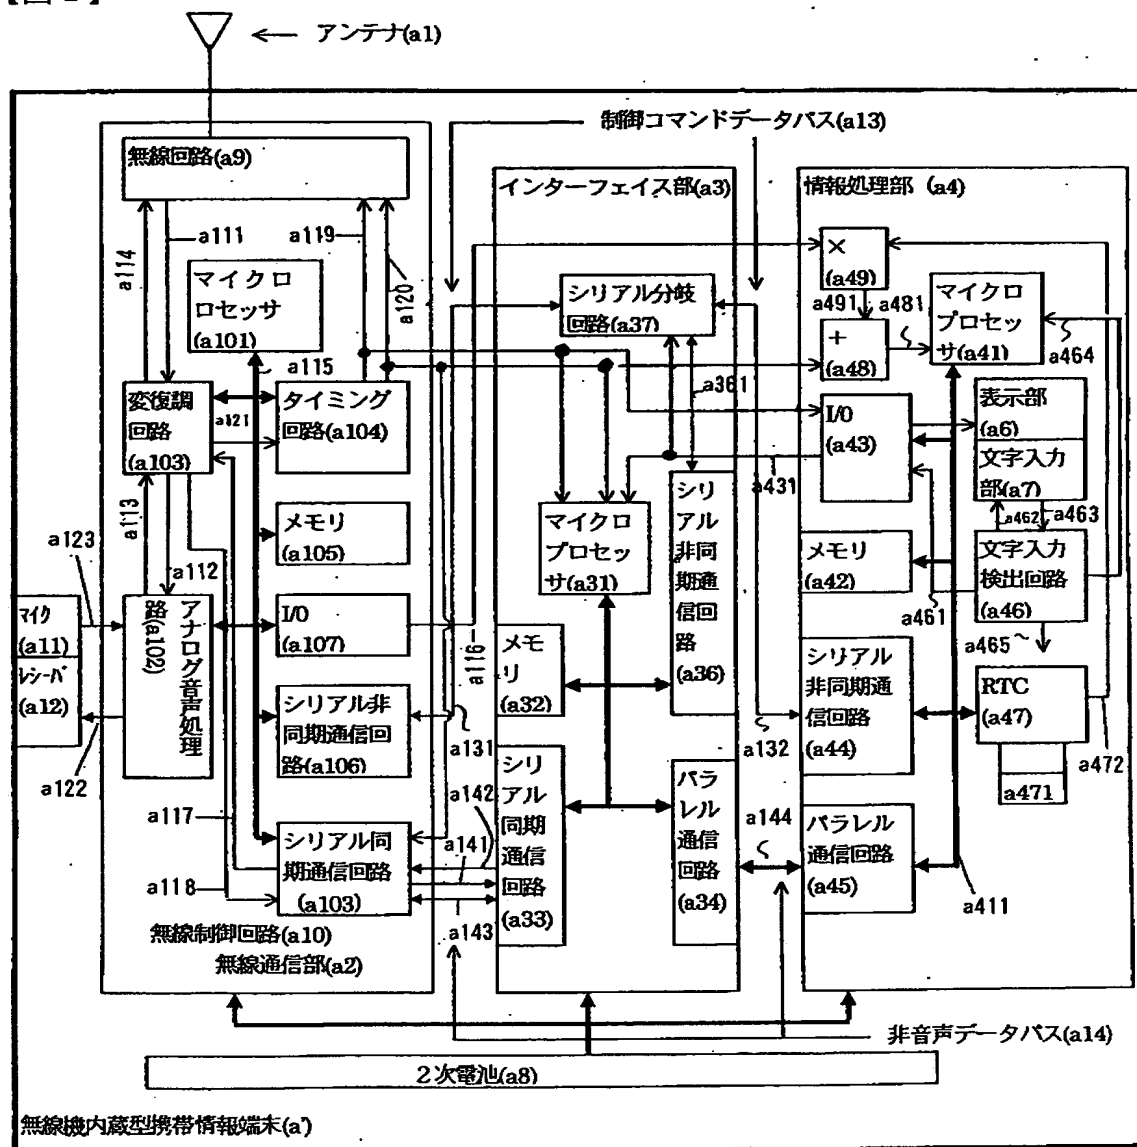 アンテナ(a1)
制御コマンドデータパス(a13)
無線回路(a9)
インターフェイス部(a3)
情報処理部 (a4)
a114
a111
a119
a120
マイクロ
ロセッサ
(a101)
a115
シリアル分岐
回路(a37)
×
(a49)
a491
a481
+
(a48)
マイクロ
プロセッ
サ(a41)
a464
a361
変復調
回路
(a103)
a121
タイミング
回路(a104)
I/0
(a43)
表示部
(a6)
文字入力
部(a7)
a431
a462
a463
a113
a112
メモリ
(a105)
マイクロ
プロセッ
サ(a31)
シリ
アル
非同
期通
信回
路
(a36)
メモリ
(a42)
文字入力
検出回路
(a46)
a461
a465
a123
マイク
(a11)
レシーバ
(a12)
a122
アナログ音声処理
路(a102)
I/0
(a107)
a116
メモ
リ
(a32)
シリアル
非同期通
信回路
(a44)
RTC
(a47)
a471
a472
シリアル非
同期通信回
路(a106)
a131
a132
a117
a118
a142
a141
a143
シリアル同
期通信回路
(a103)
シリ
アル
同期
通信
回路
(a33)
パラ
レル
通信
回路
(a34)
a144
パラレル
通信回路
(a45)
a411
無線制御回路(a10)
無線通信部(a2)
非音声データパス(a14)
2次電池(a8)
無線機内蔵型携帯情報端末(a)